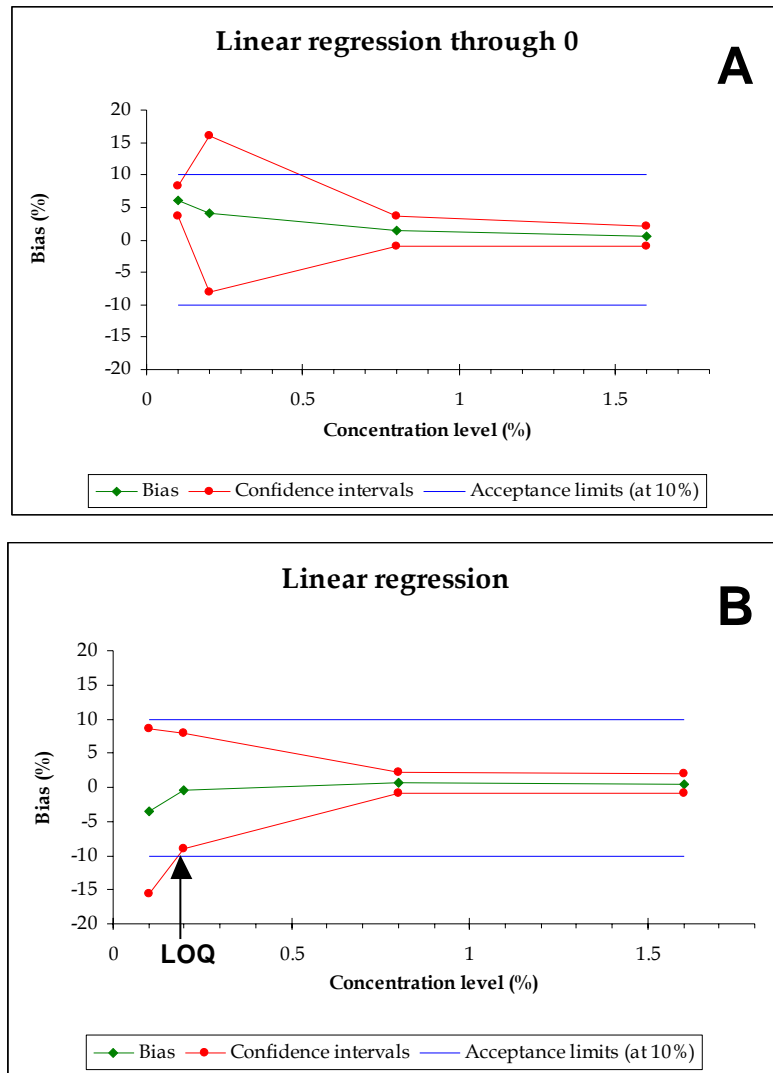 Linear regression through 0
A
20
15
10
5
0
-5
-10
-15
-20
Bias (%)
0 0.5 1 1.5
Concentration level (%)
Bias Confidence intervals Acceptance limits (at 10%)
Linear regression
B
20
15
10
5
0
-5
-10
-15
-20
Bias (%)
LOQ
0 0.5 1 1.5
Concentration level (%)
Bias Confidence intervals Acceptance limits (at 10%)